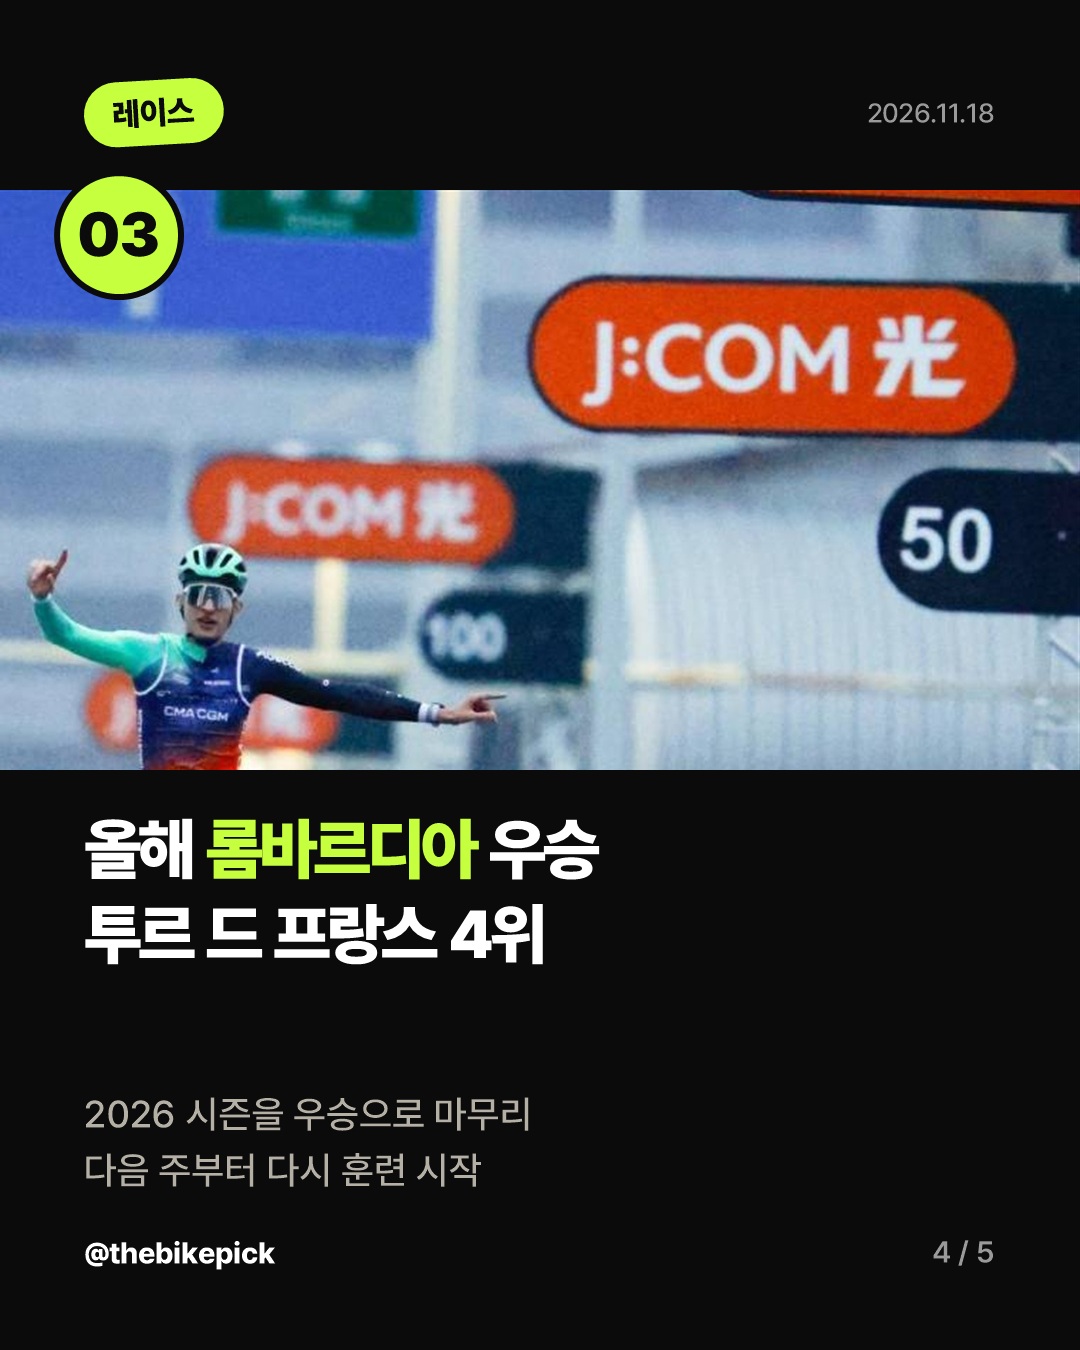 레이스
2026.11.18
03
J:COM 光
J:COM 光
50
100
CMA CGM
올해 롬바르디아 우승
투르 드 프랑스 4위
2026 시즌을 우승으로 마무리
다음 주부터 다시 훈련 시작
@thebikepick
4 / 5